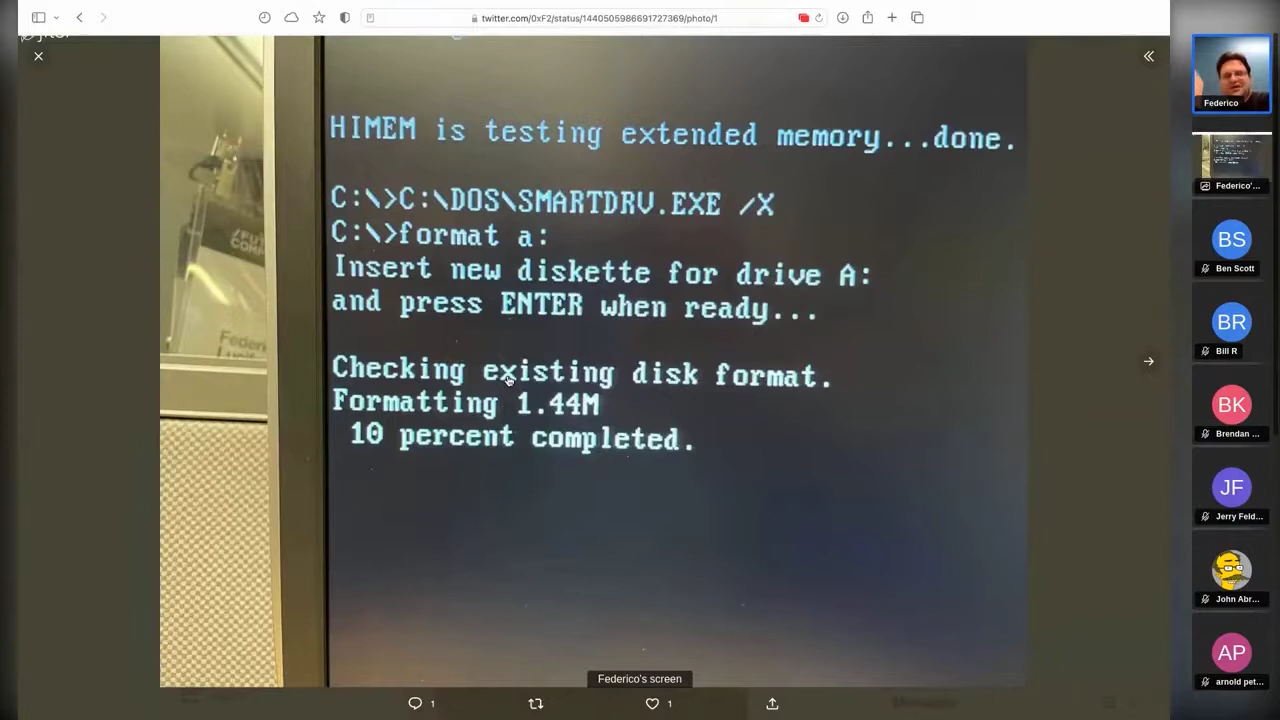 twitter.com/0xF2/status/1440505986691727369/photo/1
HIMEM is testing extended memory...done.
C:\>C:\DOS\SMARTDRV.EXE /X
C:\>format a:
Insert new diskette for drive A:
and press ENTER when ready...
Checking existing disk format.
Formatting 1.44M
10 percent completed.
Federico's screen
1
1
Federico
Federico'...
BS
Ben Scott
BR
Bill R
BK
Brendan ...
JF
Jerry Feld...
John Abr...
AP
arnold pet...